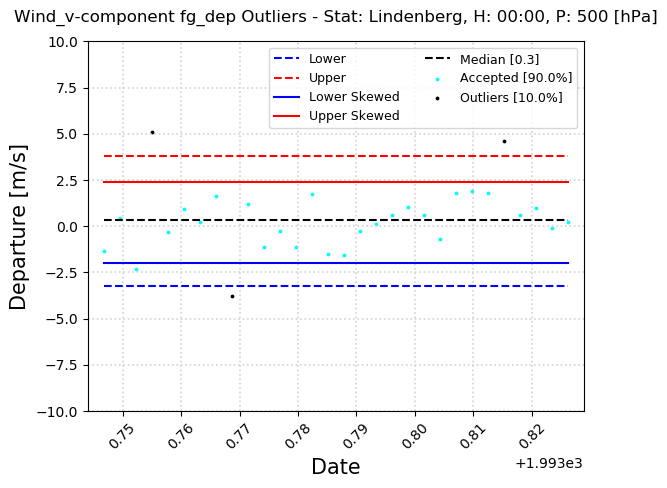 Wind_v-component fg_dep Outliers - Stat: Lindenberg, H: 00:00, P: 500 [hPa]
10.0
7.5
5.0
2.5
0.0
−2.5
−5.0
−7.5
−10.0
Departure [m/s]
Lower
Upper
Lower Skewed
Upper Skewed
Median [0.3]
Accepted [90.0%]
Outliers [10.0%]
0.75
0.76
0.77
0.78
0.79
0.80
0.81
0.82
+1.993e3
Date